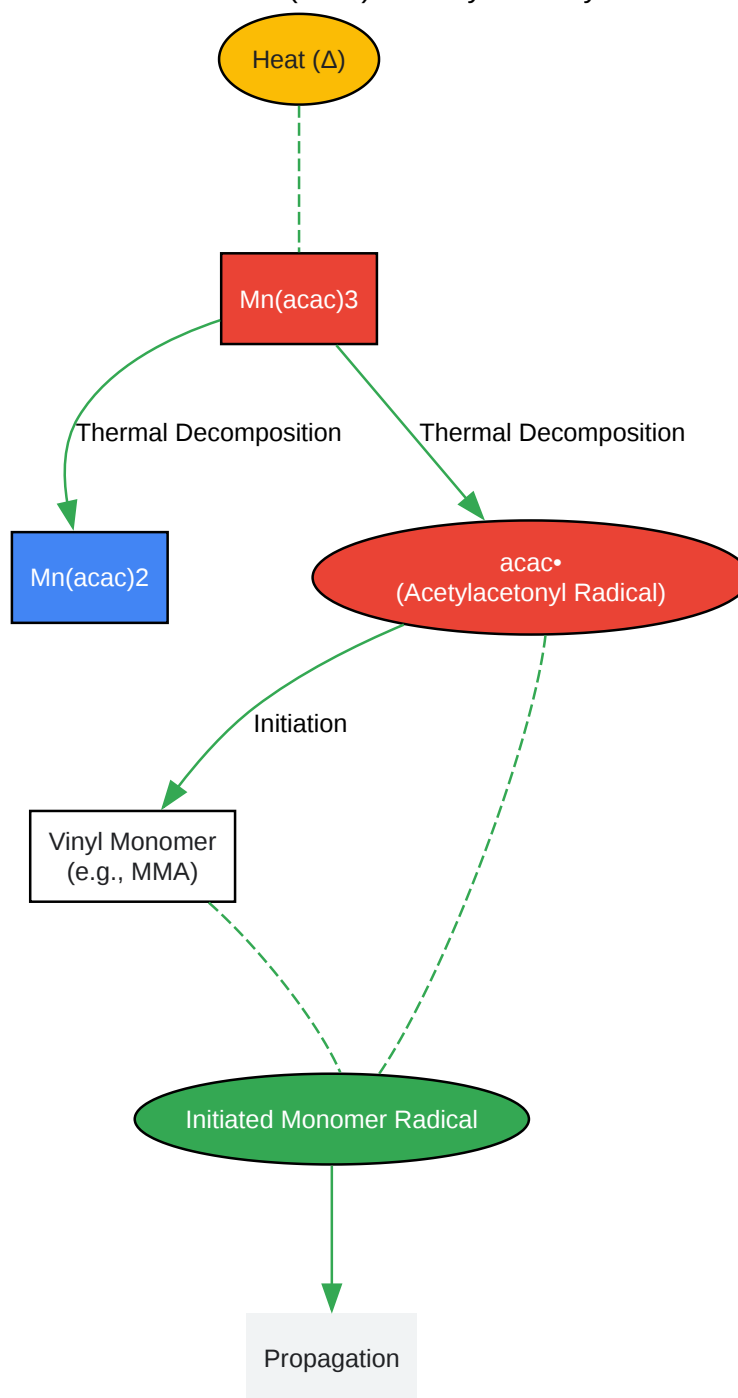 Heat (Δ)
Mn(acac)3
Thermal Decomposition
Thermal Decomposition
Mn(acac)2
acac•
(Acetylacetonyl Radical)
Initiation
Vinyl Monomer
(e.g., MMA)
Initiated Monomer Radical
Propagation